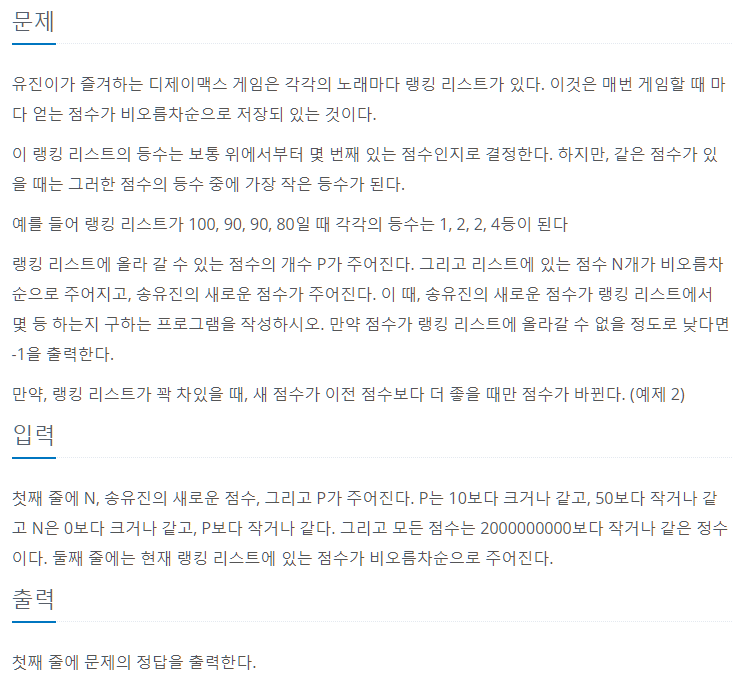 문제
유진이가 즐겨하는 디제이맥스 게임은 각각의 노래마다 랭킹 리스트가 있다. 이것은 매번 게임할 때 마
다 얻는 점수가 비오름차순으로 저장되 있는 것이다.
이 랭킹 리스트의 등수는 보통 위에서부터 몇 번째 있는 점수인지로 결정한다. 하지만, 같은 점수가 있
을 때는 그러한 점수의 등수 중에 가장 작은 등수가 된다.
예를 들어 랭킹 리스트가 100, 90, 90, 80일 때 각각의 등수는 1, 2, 2, 4등이 된다
랭킹 리스트에 올라 갈 수 있는 점수의 개수 P가 주어진다. 그리고 리스트에 있는 점수 N개가 비오름차
순으로 주어지고, 송유진의 새로운 점수가 주어진다. 이 때, 송유진의 새로운 점수가 랭킹 리스트에서
몇 등 하는지 구하는 프로그램을 작성하시오. 만약 점수가 랭킹 리스트에 올라갈 수 없을 정도로 낮다면
-1을 출력한다.
만약, 랭킹 리스트가 꽉 차있을 때, 새 점수가 이전 점수보다 더 좋을 때만 점수가 바뀐다. (예제 2)
입력
첫째 줄에 N, 송유진의 새로운 점수, 그리고 P가 주어진다. P는 10보다 크거나 같고, 50보다 작거나 같
고 N은 0보다 크거나 같고, P보다 작거나 같다. 그리고 모든 점수는 2000000000보다 작거나 같은 정수
이다. 둘째 줄에는 현재 랭킹 리스트에 있는 점수가 비오름차순으로 주어진다.
출력
첫째 줄에 문제의 정답을 출력한다.